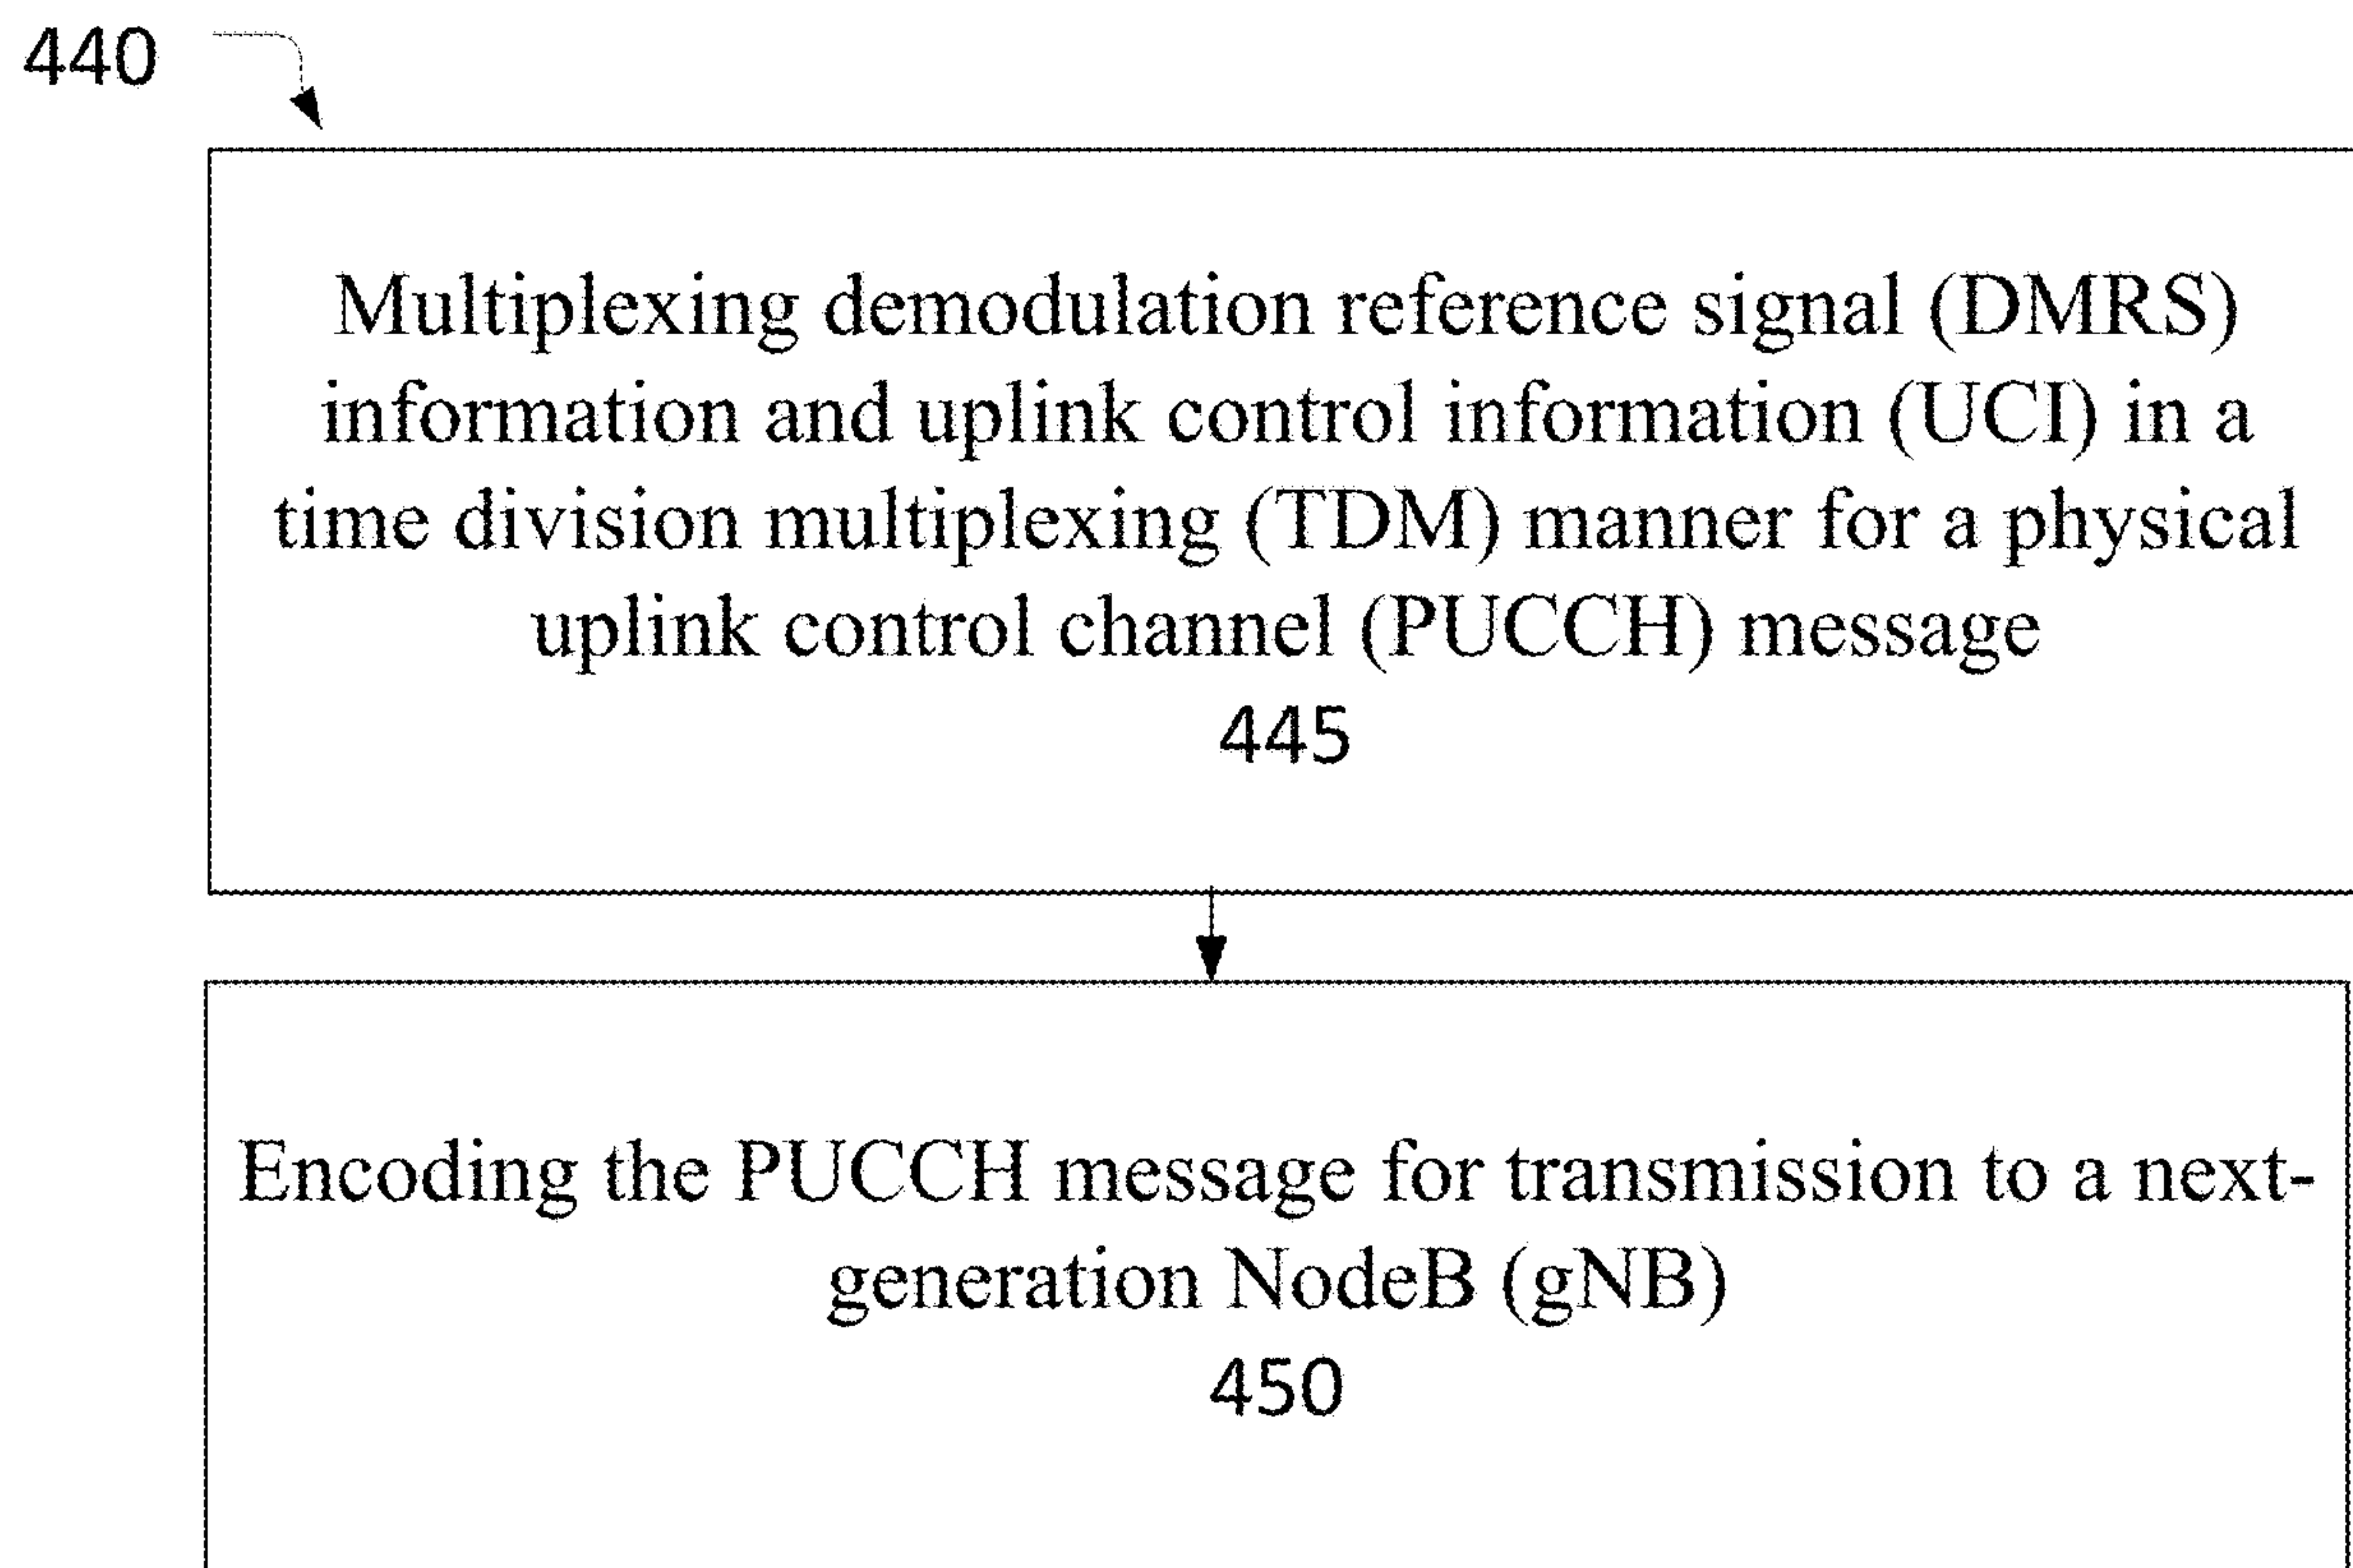 440
Multiplexing demodulation reference signal (DMRS)
information and uplink control information (UCI) in a
time division multiplexing (TDM) manner for a physical
uplink control channel (PUCCH) message
445
Encoding the PUCCH message for transmission to a next-
generation NodeB (gNB)
450